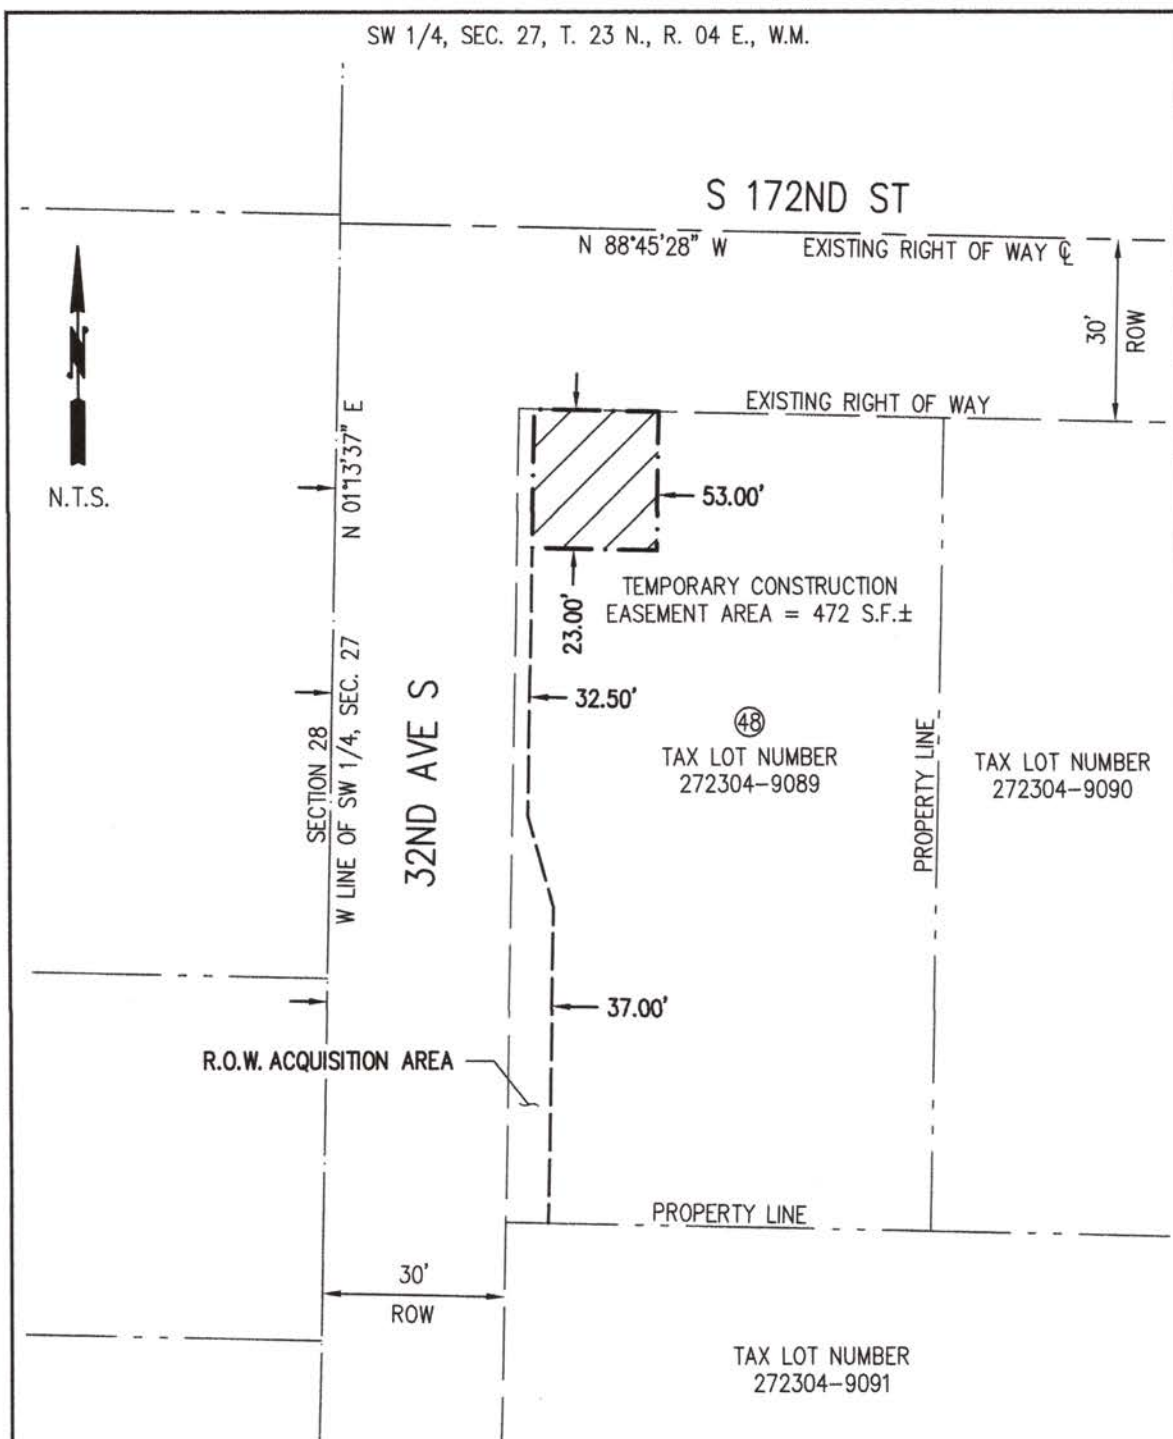 SW 1/4, SEC. 27, T. 23 N., R. 04 E., W.M.
S 172ND ST
N 88°45'28" W
EXISTING RIGHT OF WAY ℄
30'
ROW
N
N.T.S.
N 01°13'37" E
EXISTING RIGHT OF WAY
53.00'
23.00'
TEMPORARY CONSTRUCTION
EASEMENT AREA = 472 S.F.±
32.50'
SECTION 28
W LINE OF SW 1/4, SEC. 27
32ND AVE S
48
TAX LOT NUMBER
272304-9089
PROPERTY LINE
TAX LOT NUMBER
272304-9090
37.00'
R.O.W. ACQUISITION AREA
PROPERTY LINE
30'
ROW
TAX LOT NUMBER
272304-9091